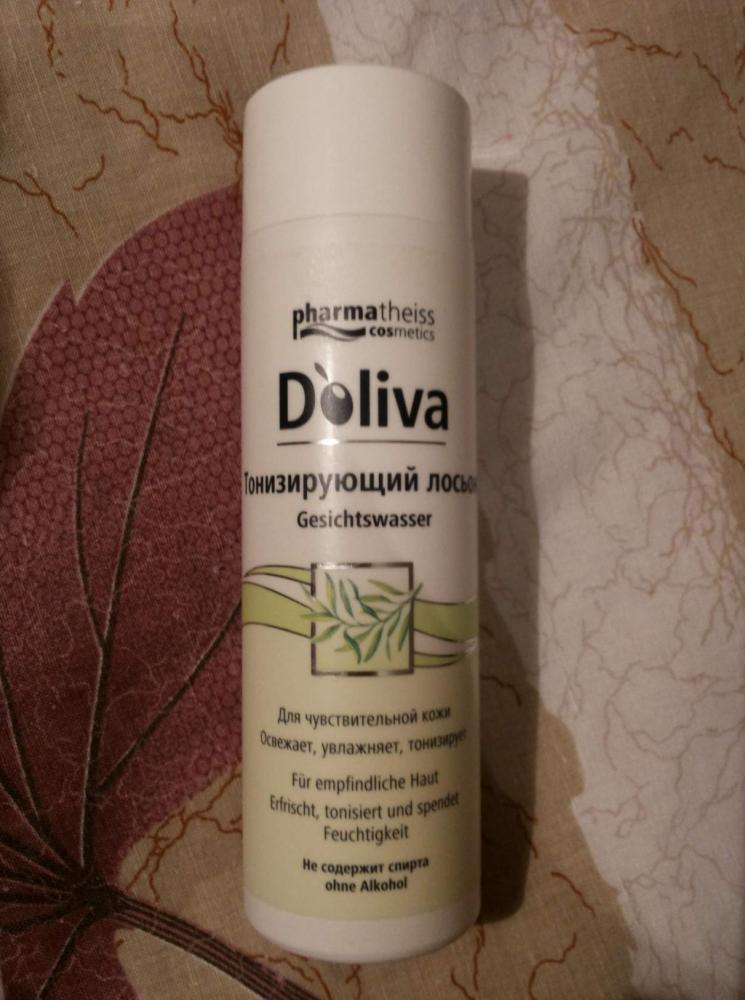 pharmatheiss
cosmetics
D'oliva
Тонизирующий лосьон
Gesichtswasser
Для чувствительной кожи
Освежает, увлажняет, тонизирует
Für empfindliche Haut
Erfrischt, tonisiert und spendet
Feuchtigkeit
Не содержит спирта
ohne Alkohol